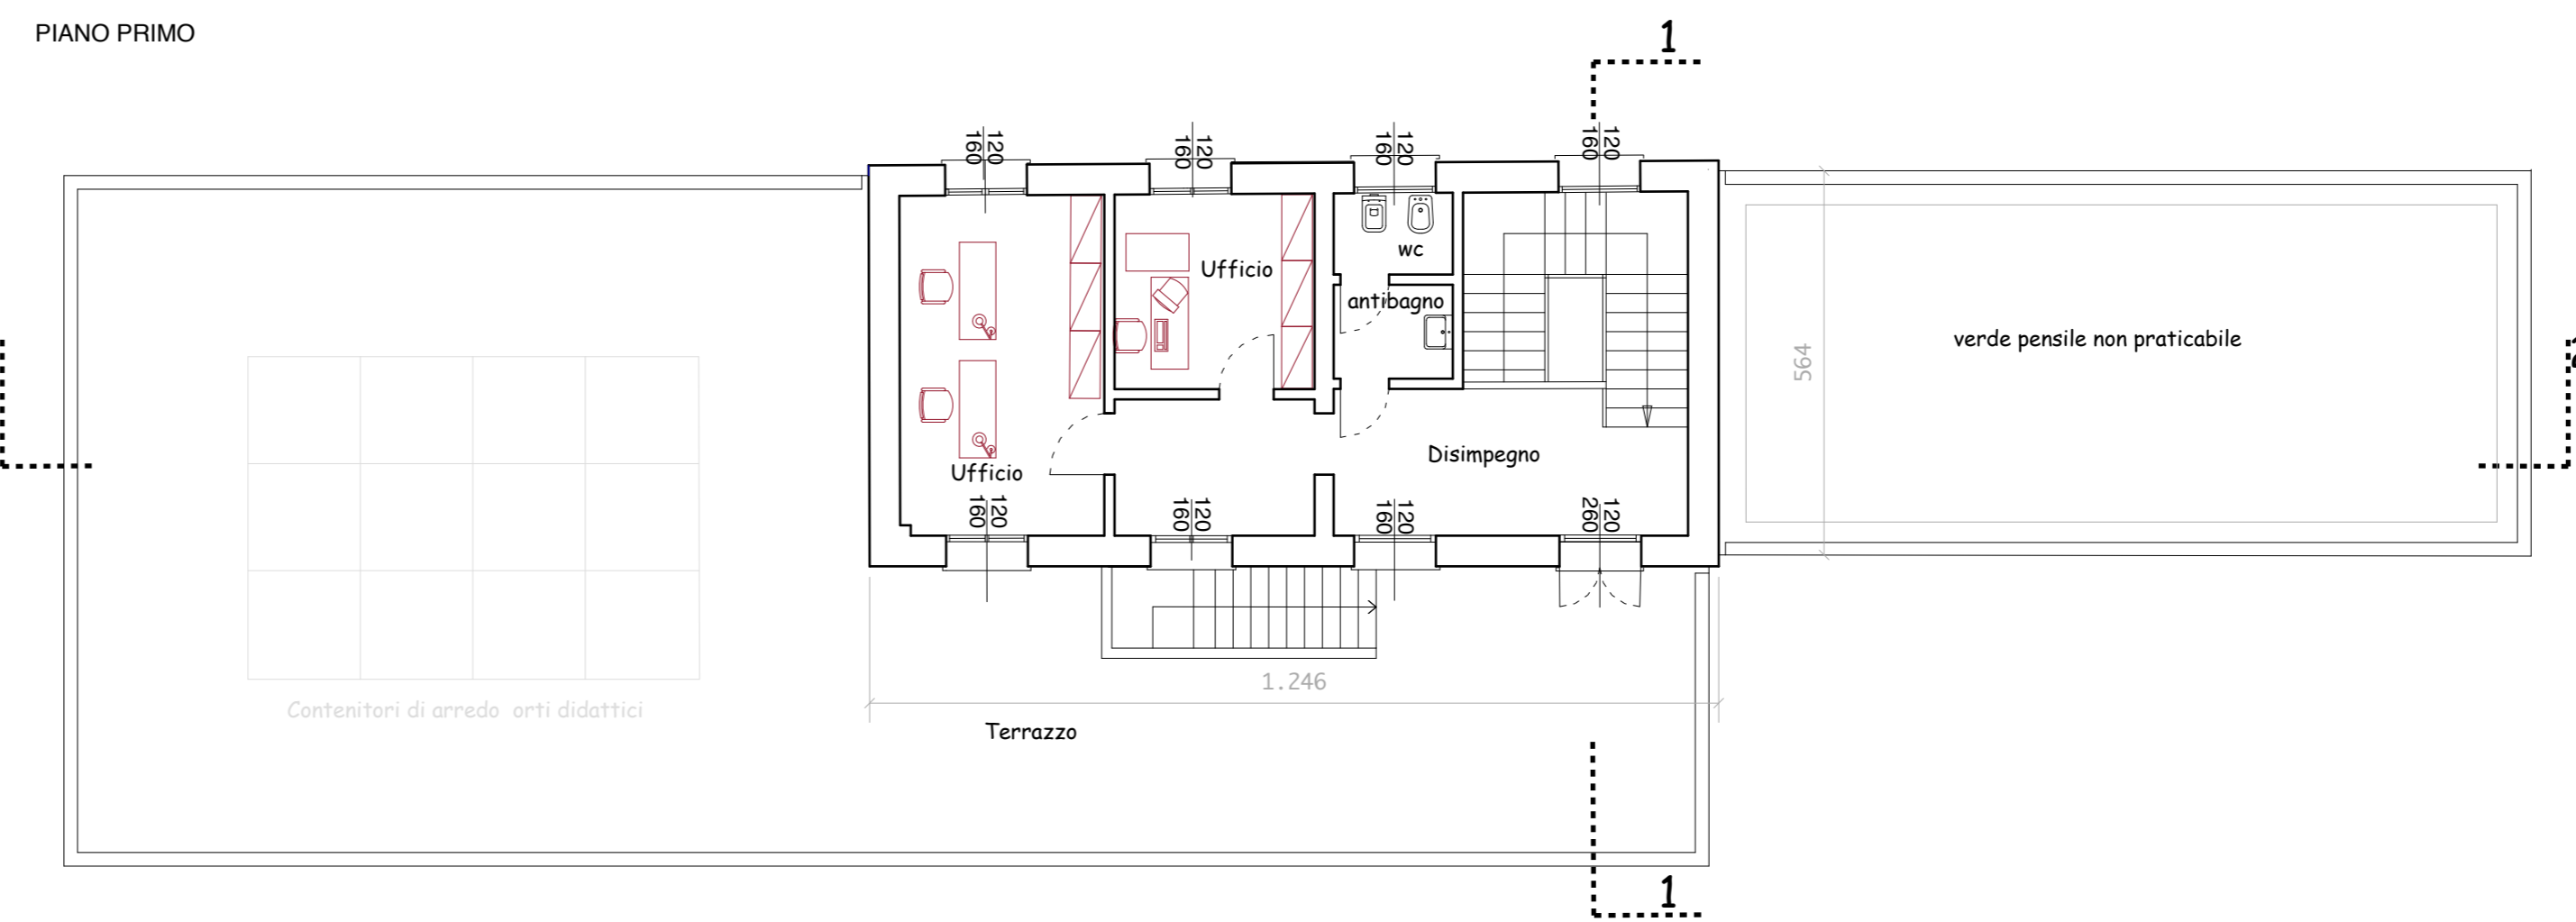 PIANO PRIMO
1
120
160
120
160
120
160
120
160
wc
Ufficio
antibagno
verde pensile non praticabile
564
Disimpegno
Ufficio
120
160
120
160
120
160
120
260
1.246
Contenitori di arredo orti didattici
Terrazzo
1